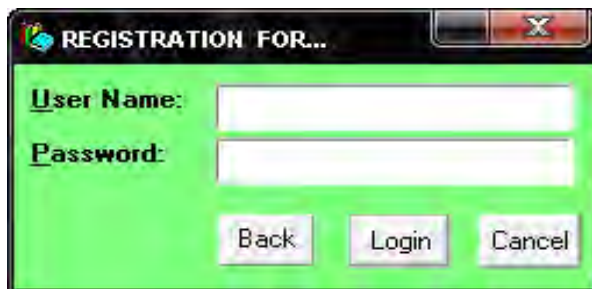 REGISTRATION FOR...
User Name:
Password:
Back Login Cancel